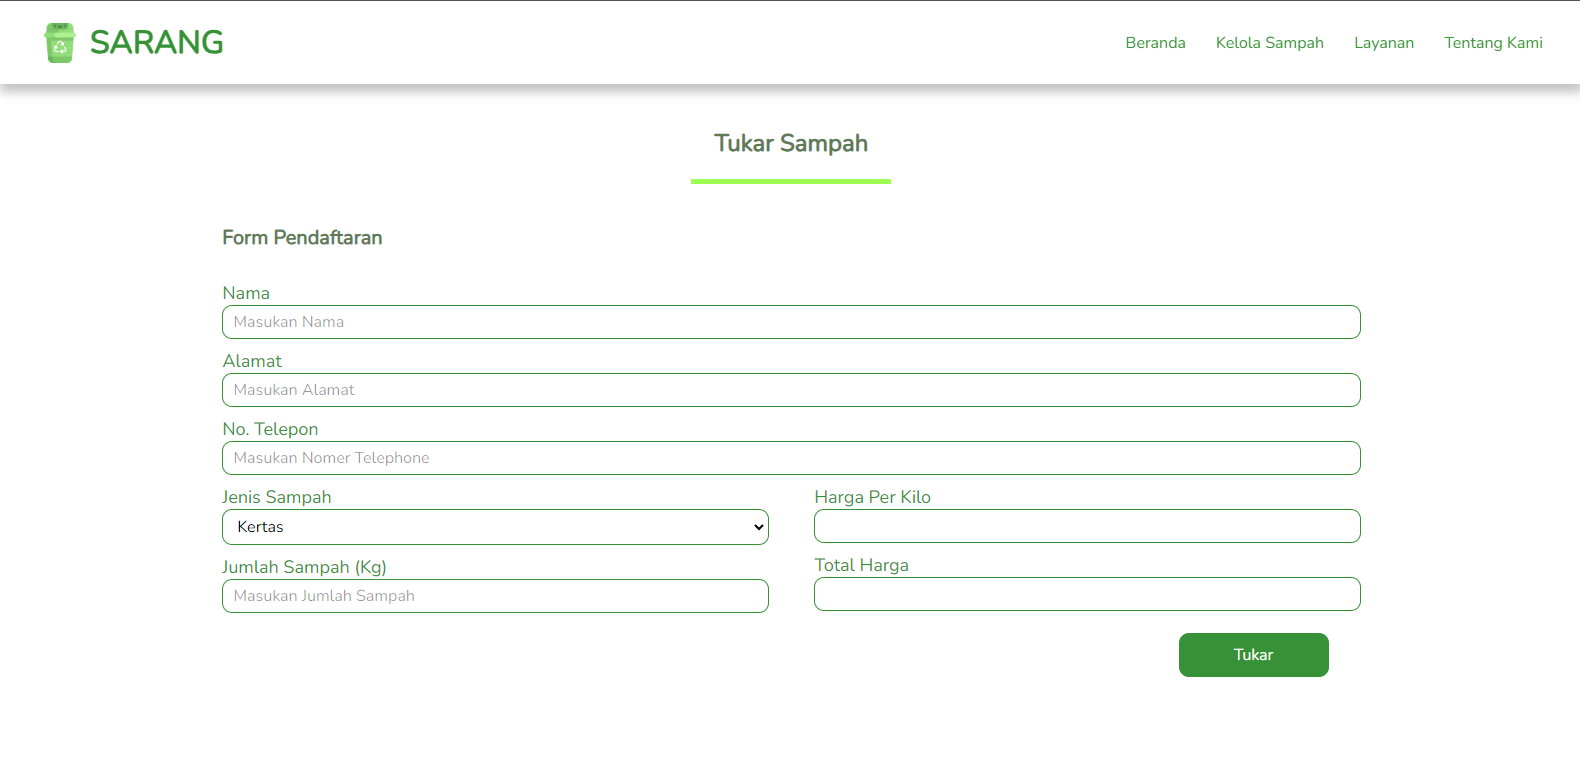 SARANG
Beranda Kelola Sampah Layanan Tentang Kami
Tukar Sampah
Form Pendaftaran
Nama
Masukan Nama
Alamat
Masukan Alamat
No. Telepon
Masukan Nomer Telephone
Jenis Sampah
Kertas
Harga Per Kilo
Jumlah Sampah (Kg)
Masukan Jumlah Sampah
Total Harga
Tukar